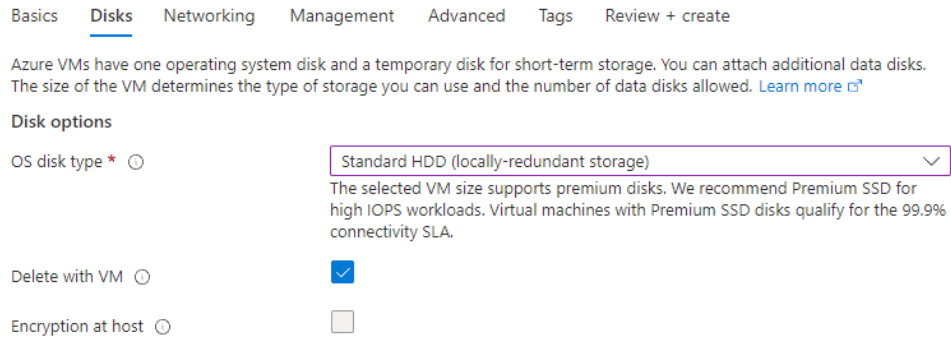 Basics Disks Networking Management Advanced Tags Review + create
Azure VMs have one operating system disk and a temporary disk for short-term storage. You can attach additional data disks.
The size of the VM determines the type of storage you can use and the number of data disks allowed. Learn more
Disk options
OS disk type *
Standard HDD (locally-redundant storage)
The selected VM size supports premium disks. We recommend Premium SSD for
high IOPS workloads. Virtual machines with Premium SSD disks qualify for the 99.9%
connectivity SLA.
Delete with VM
Encryption at host